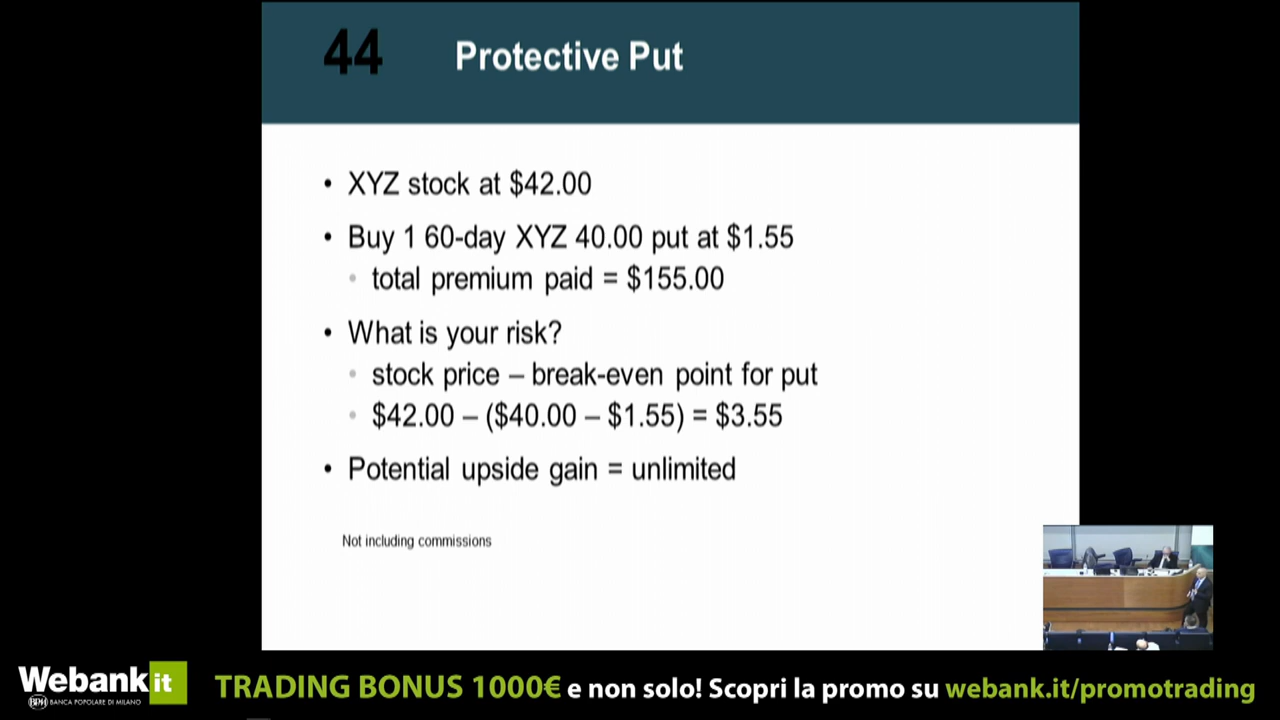 44 Protective Put
• XYZ stock at $42.00
• Buy 1 60-day XYZ 40.00 put at $1.55
• total premium paid = $155.00
• What is your risk?
• stock price – break-even point for put
• $42.00 – ($40.00 – $1.55) = $3.55
• Potential upside gain = unlimited
Not including commissions
Webank it
BPM BANCA POPOLARE DI MILANO
TRADING BONUS 1000€ e non solo! Scopri la promo su webank.it/promotrading